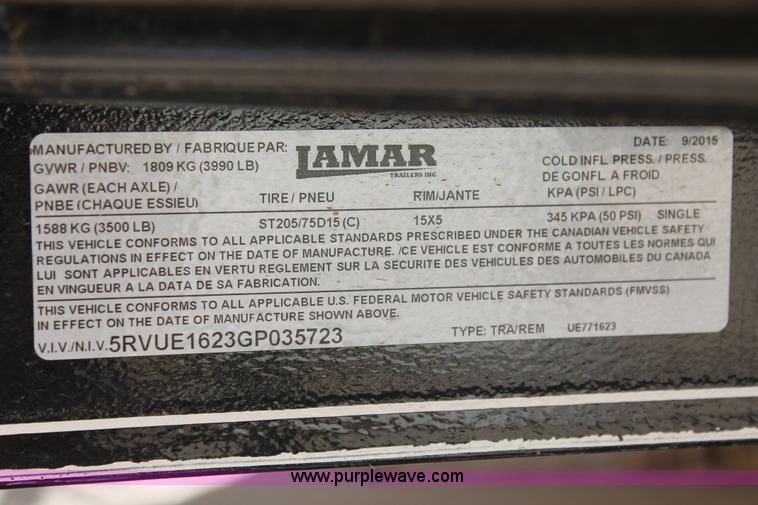 MANUFACTURED BY / FABRIQUE PAR: LAMAR TRAILERS INC DATE: 9/2015
GVWR / PNBV: 1809 KG (3990 LB) COLD INFL PRESS. / PRESS.
GAWR (EACH AXLE) / TIRE / PNEU RIM/JANTE DE GONFL A FROID
PNBE (CHAQUE ESSIEU) KPA (PSI / LPC)
1588 KG (3500 LB) ST205/75D15 (C) 15X5 345 KPA (50 PSI) SINGLE
THIS VEHICLE CONFORMS TO ALL APPLICABLE STANDARDS PRESCRIBED UNDER THE CANADIAN VEHICLE SAFETY
REGULATIONS IN EFFECT ON THE DATE OF MANUFACTURE. /CE VEHICLE EST CONFORME A TOUTES LES NORMES QUI
LUI SONT APPLICABLES EN VERTU REGLEMENT SUR LA SECURITE DES VEHICULES DES AUTOMOBILES DU CANADA
EN VINGUEUR A LA DATA DE SA FABRICATION.
THIS VEHICLE CONFORMS TO ALL APPLICABLE U.S. FEDERAL MOTOR VEHICLE SAFETY STANDARDS (FMVSS)
IN EFFECT ON THE DATE OF MANUFACTURE SHOWN ABOVE.
V.I.V./N.I.V. 5RVUE1623GP035723 TYPE: TRA/REM UE771623
www.purplewave.com